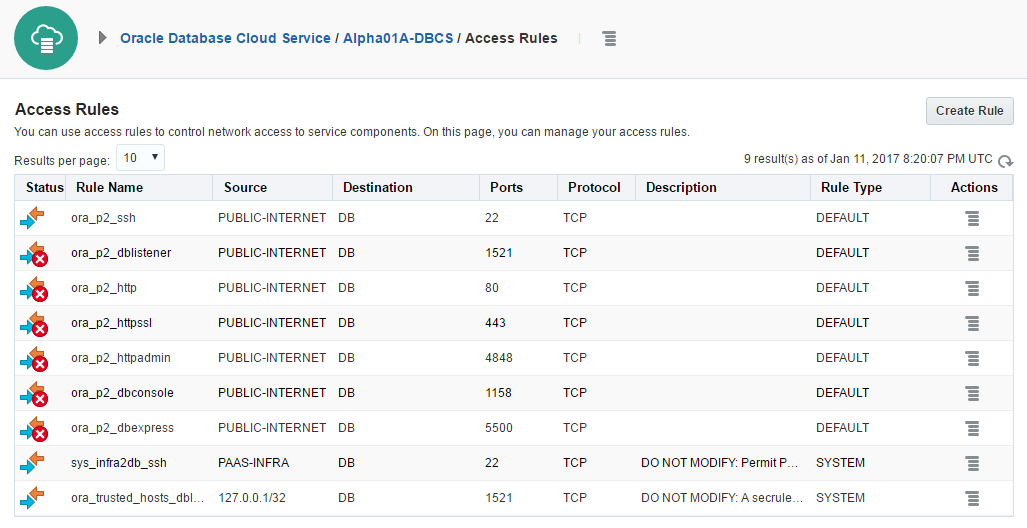 Oracle Database Cloud Service / Alpha01A-DBCS / Access Rules
Access Rules
Create Rule
You can use access rules to control network access to service components. On this page, you can manage your access rules.
Results per page: 10
9 result(s) as of Jan 11, 2017 8:20:07 PM UTC
Status Rule Name Source Destination Ports Protocol Description Rule Type Actions
ora_p2_ssh PUBLIC-INTERNET DB 22 TCP DEFAULT
ora_p2_dblistener PUBLIC-INTERNET DB 1521 TCP DEFAULT
ora_p2_http PUBLIC-INTERNET DB 80 TCP DEFAULT
ora_p2_httpssl PUBLIC-INTERNET DB 443 TCP DEFAULT
ora_p2_httpadmin PUBLIC-INTERNET DB 4848 TCP DEFAULT
ora_p2_dbconsole PUBLIC-INTERNET DB 1158 TCP DEFAULT
ora_p2_dbexpress PUBLIC-INTERNET DB 5500 TCP DEFAULT
sys_infra2db_ssh PAAS-INFRA DB 22 TCP DO NOT MODIFY: Permit P... SYSTEM
ora_trusted_hosts_dbl... 127.0.0.1/32 DB 1521 TCP DO NOT MODIFY: A secrule... SYSTEM